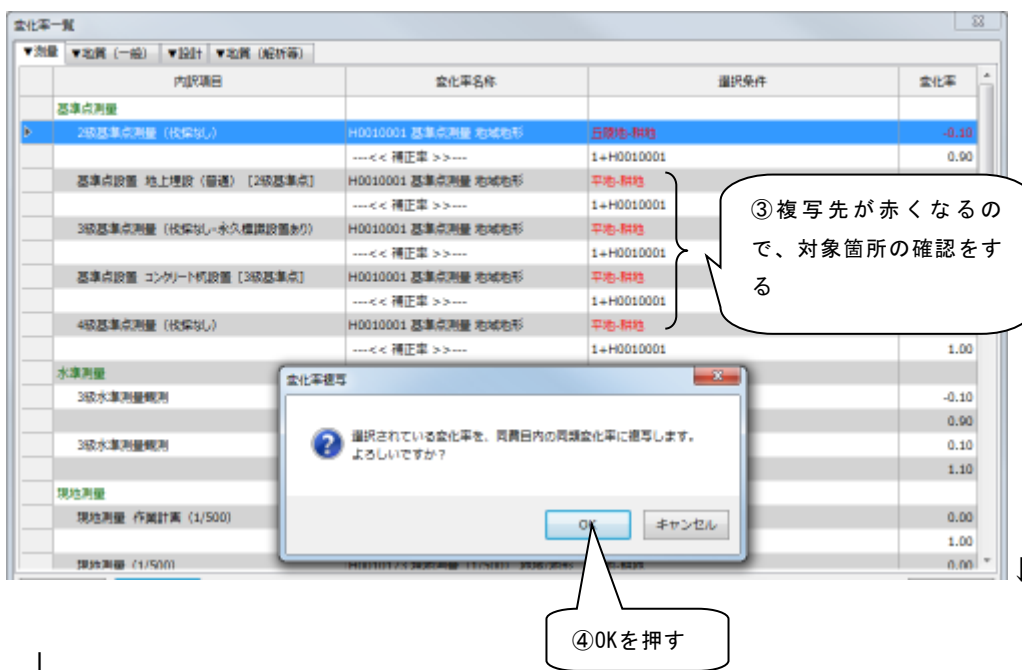 変化率一覧
▼測量 ▼地質（一般） ▼設計 ▼地質（解析等）
内訳項目 変化率名称 選択条件 変化率
基準点測量
2級基準点測量（伐採なし） H0010001 基準点測量 地域地形 丘陵地-耕地 -0.10
---<< 補正率 >>--- 1+H0010001 0.90
基準点設置 地上埋設（普通） [2級基準点] H0010001 基準点測量 地域地形 平地-耕地
---<< 補正率 >>--- 1+H0010001
3級基準点測量（伐採なし-永久標識設置あり） H0010001 基準点測量 地域地形 平地-耕地
---<< 補正率 >>--- 1+H0010001
基準点設置 コンクリート杭設置 [3級基準点] H0010001 基準点測量 地域地形 平地-耕地
---<< 補正率 >>--- 1+H0010001
4級基準点測量（伐採なし） H0010001 基準点測量 地域地形 平地-耕地
---<< 補正率 >>--- 1+H0010001 1.00
③複写先が赤くなるの
で、対象箇所の確認をす
る
水準測量
3級水準測量観測 -0.10
0.90
3級水準測量観測 0.10
1.10
現地測量
現地測量 作業計画（1/500） 0.00
1.00
現地測量（1/500） 0.00
変化率複写
選択されている変化率を、同費目内の同類変化率に複写します。
よろしいですか？
OK キャンセル
④OKを押す
↓